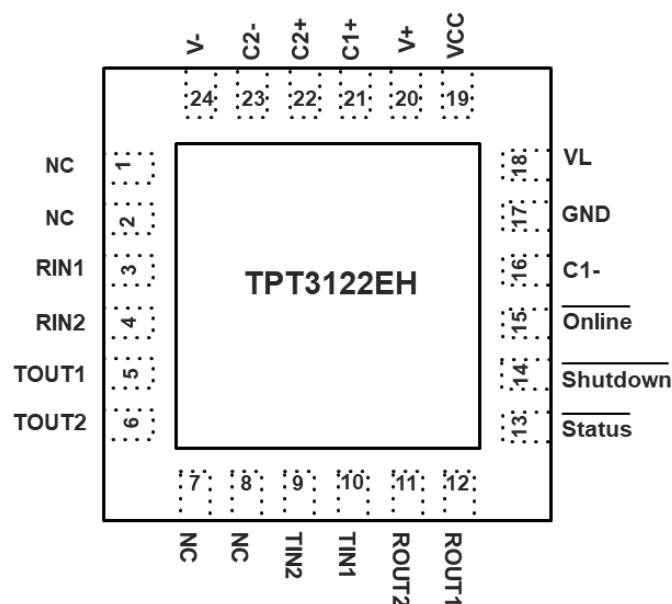 V-
C2-
C2+
C1+
V+
VCC
24
23
22
21
20
19
NC
1
NC
2
RIN1
3
RIN2
4
TOUT1
5
TOUT2
6
TPT3122EH
18
VL
17
GND
16
C1-
15
Online
14
Shutdown
13
Status
7
8
9
10
11
12
NC
NC
TIN2
TIN1
ROUT2
ROUT1